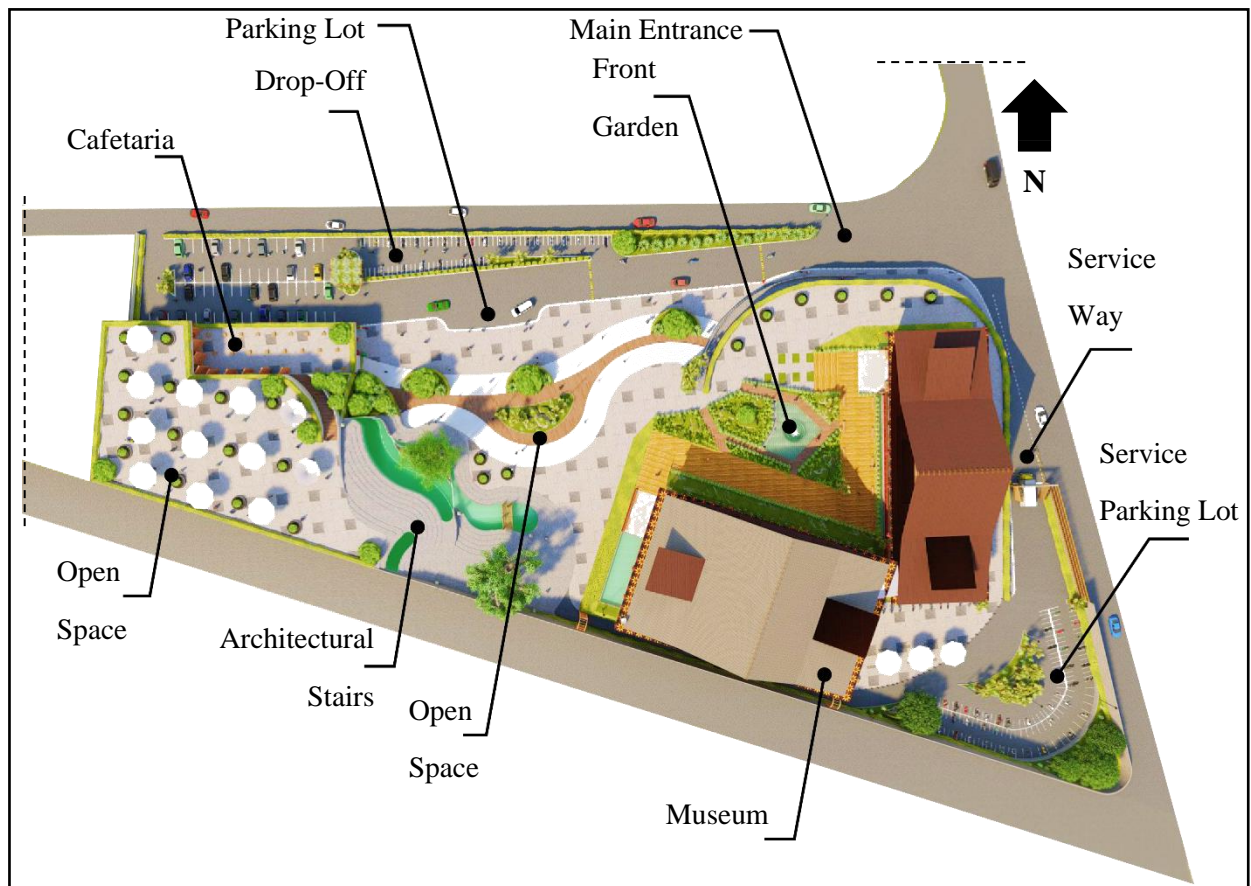 Parking Lot
Main Entrance
Front
Garden
Drop-Off
Cafetaria
N
Service
Way
Service
Parking Lot
Open
Space
Architectural
Stairs
Open
Space
Museum